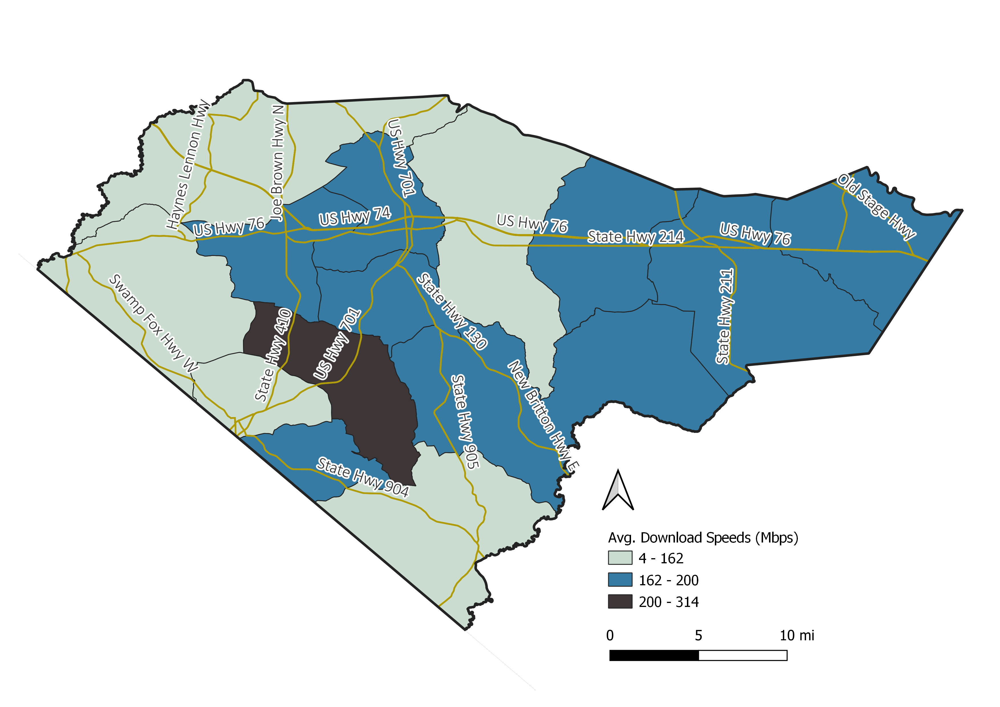 Haynes Lennon Hwy
Joe Brown Hwy N
US Hwy 701
Old Stage Hwy
US Hwy 76
US Hwy 74
US Hwy 76
State Hwy 214
US Hwy 76
Swamp Fox Hwy W
State Hwy 410
US Hwy 701
State Hwy 130
State Hwy 211
New Britton Hwy E
State Hwy 905
State Hwy 904
Avg. Download Speeds (Mbps)
4 - 162
162 - 200
200 - 314
0 5 10 mi